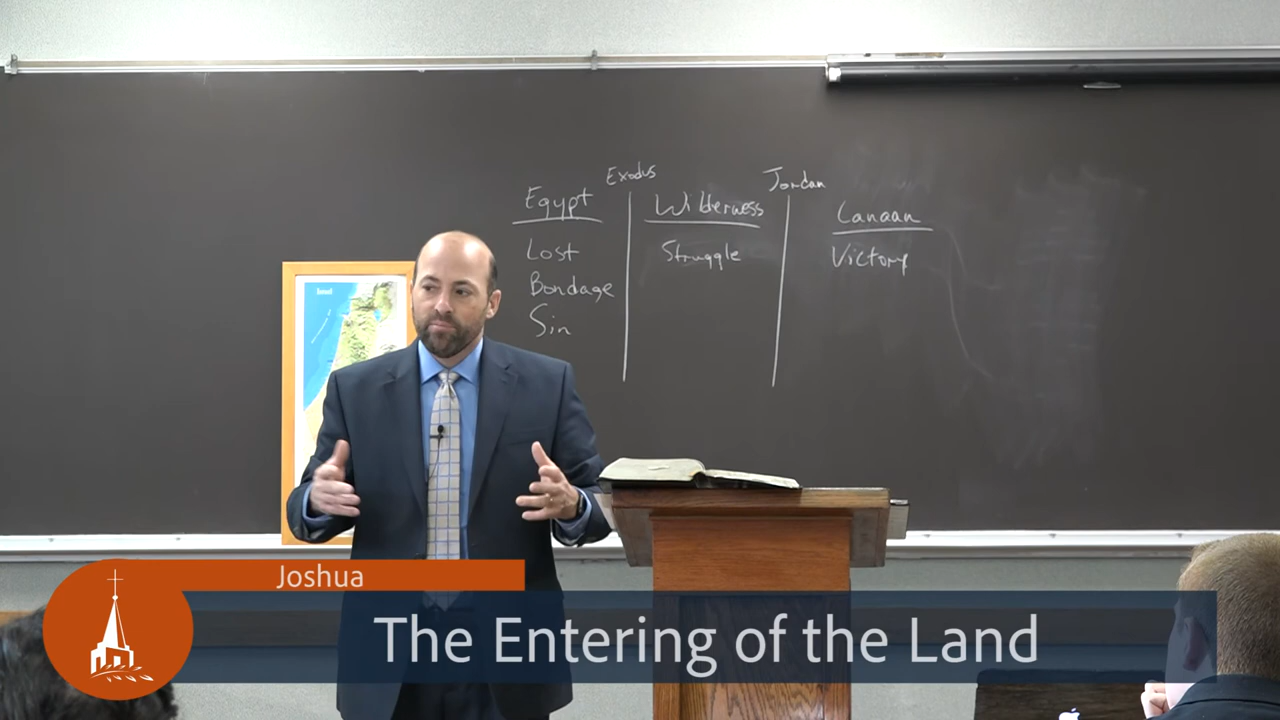 Exodus
Jordan
Egypt
Wilderness
Canaan
Lost
Struggle
Victory
Bondage
Sin
Israel
Joshua
The Entering of the Land